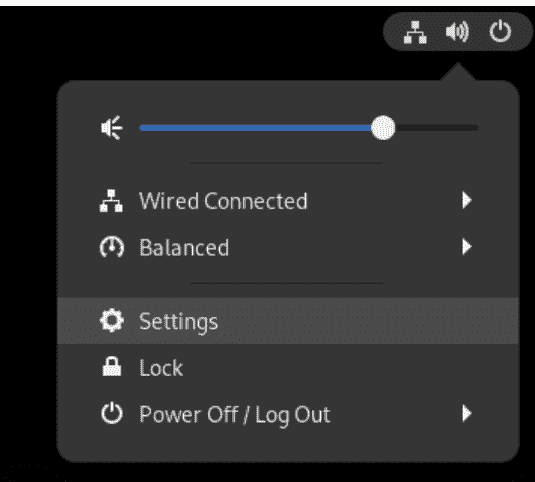 Wired Connected
Balanced
Settings
Lock
Power Off / Log Out